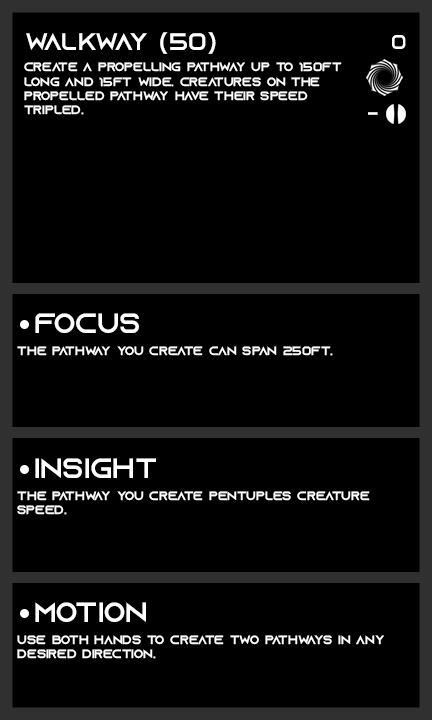 WALKWAY (50)
0
CREATE A PROPELLING PATHWAY UP TO 150FT
LONG AND 15FT WIDE. CREATURES ON THE
PROPELLED PATHWAY HAVE THEIR SPEED
TRIPLED.
-
•FOCUS
THE PATHWAY YOU CREATE CAN SPAN 250FT.
•INSIGHT
THE PATHWAY YOU CREATE PENTUPLES CREATURE
SPEED.
•MOTION
USE BOTH HANDS TO CREATE TWO PATHWAYS IN ANY
DESIRED DIRECTION.